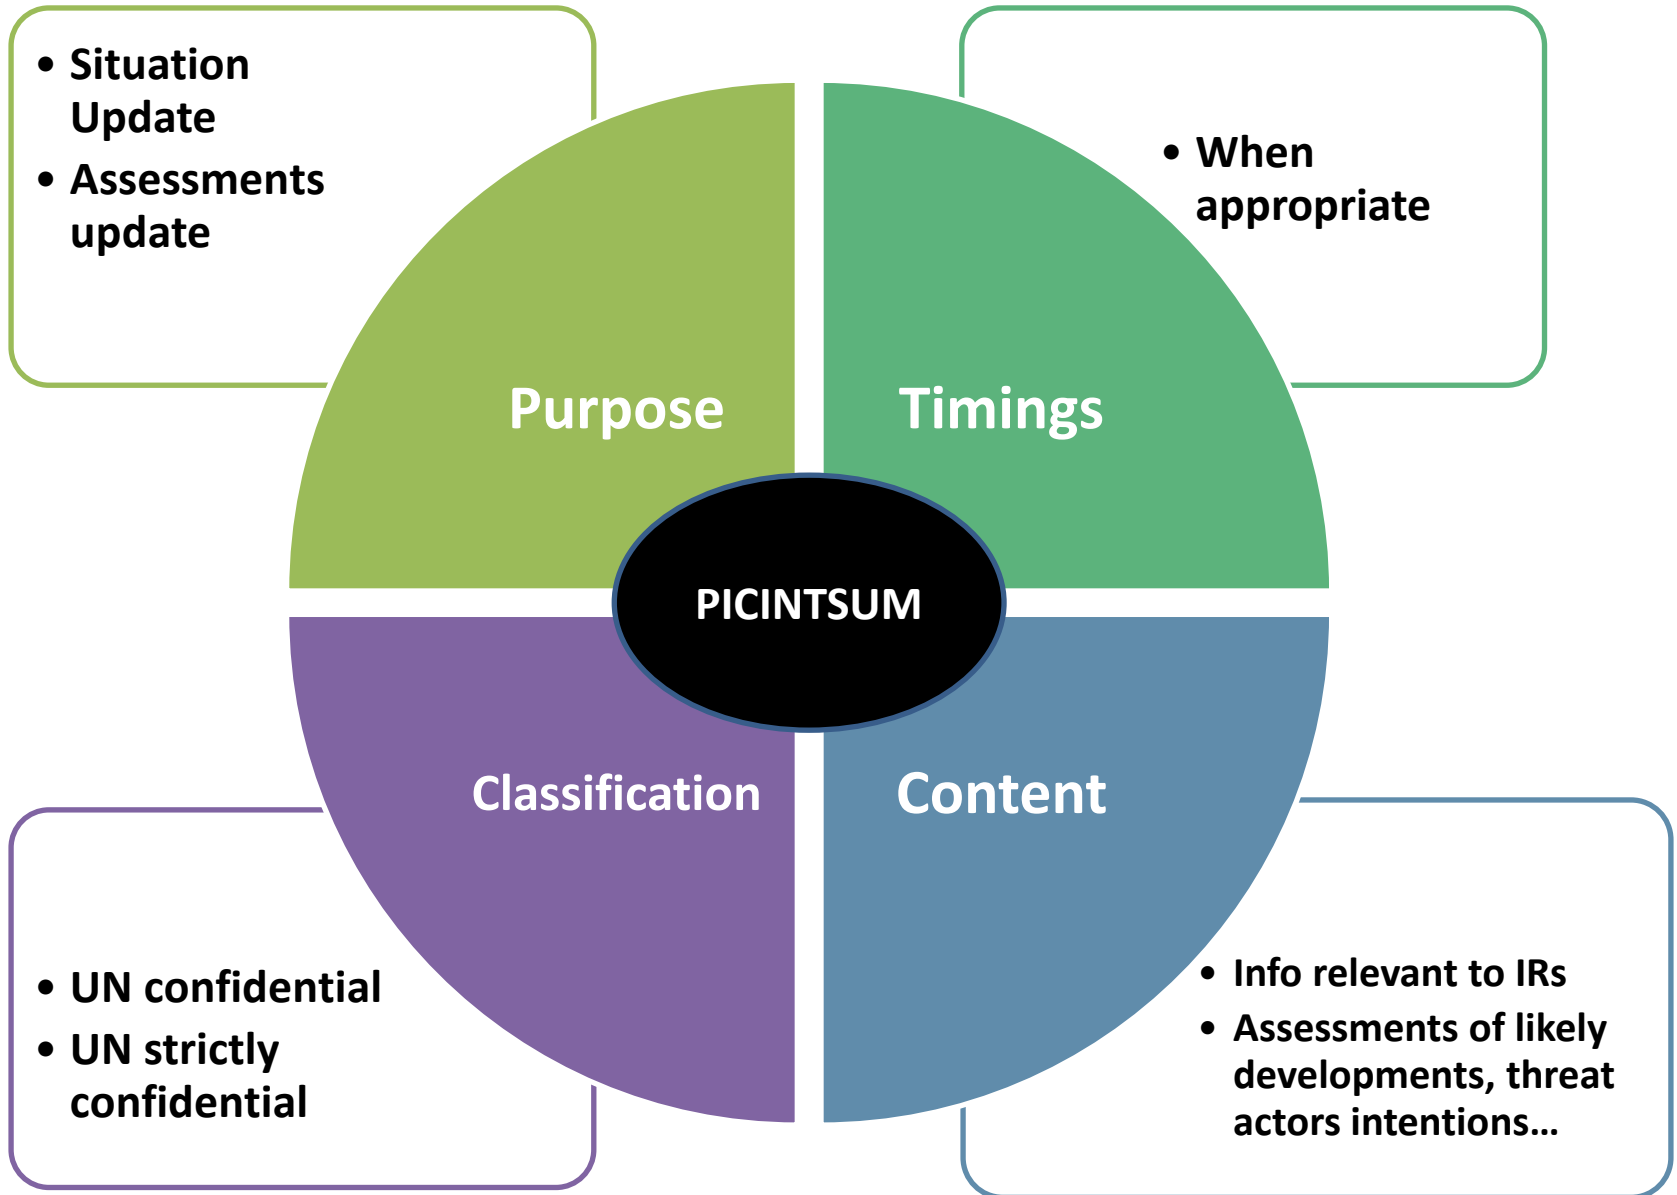 • Situation
Update
• Assessments
update
• When
appropriate
Purpose
Timings
PICINTSUM
Classification
Content
• UN confidential
• UN strictly
confidential
• Info relevant to IRs
• Assessments of likely
developments, threat
actors intentions…